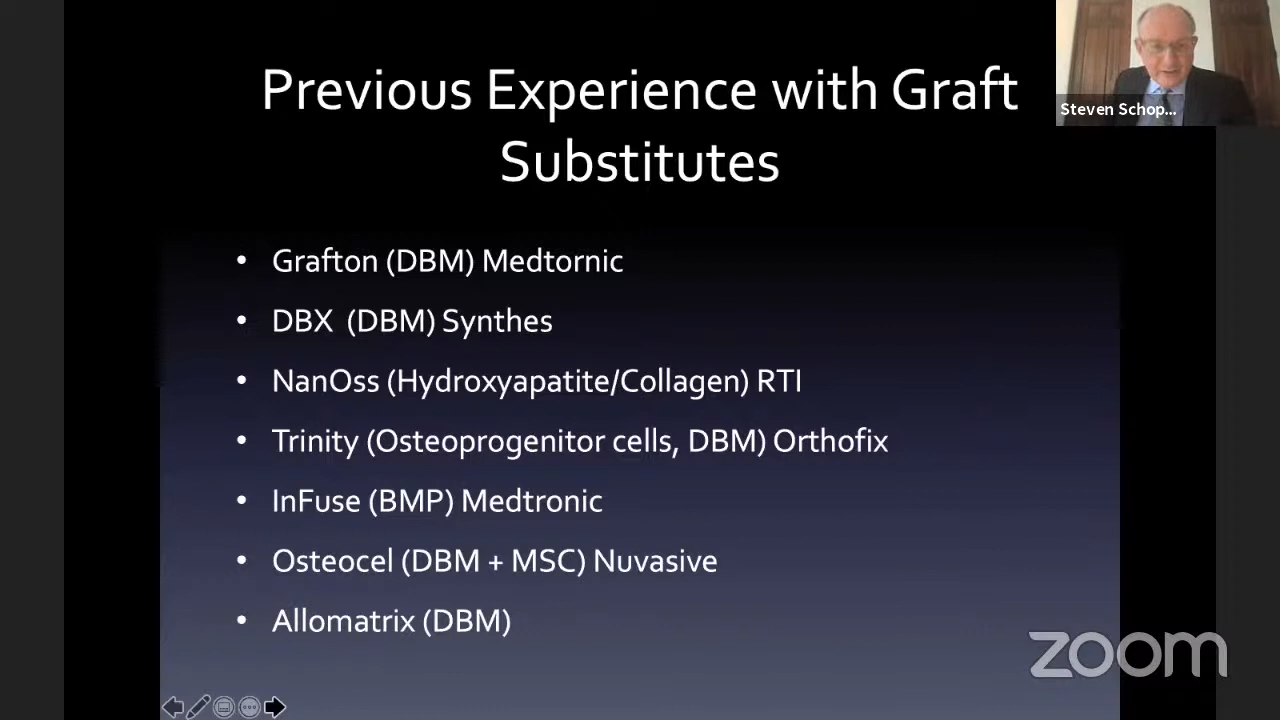 Previous Experience with Graft
Substitutes
Steven Schop...
• Grafton (DBM) Medtornic
• DBX (DBM) Synthes
• NanOss (Hydroxyapatite/Collagen) RTI
• Trinity (Osteoprogenitor cells, DBM) Orthofix
• InFuse (BMP) Medtronic
• Osteocel (DBM + MSC) Nuvasive
• Allomatrix (DBM)
zoom